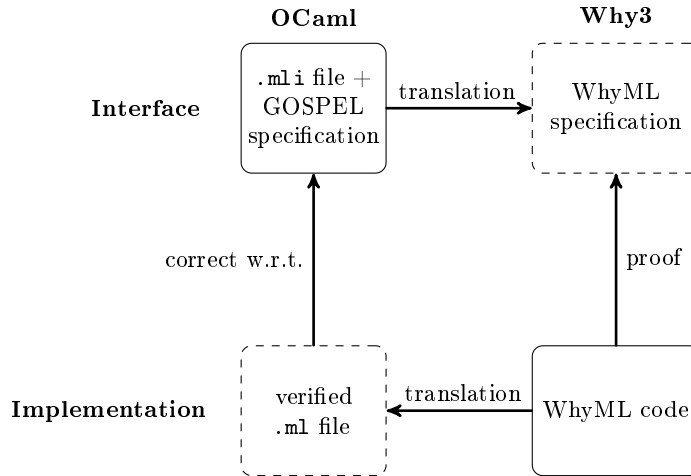 OCaml
Why3
Interface
.mli file +
GOSPEL
specification
translation
WhyML
specification
correct w.r.t.
proof
Implementation
verified
.ml file
translation
WhyML code